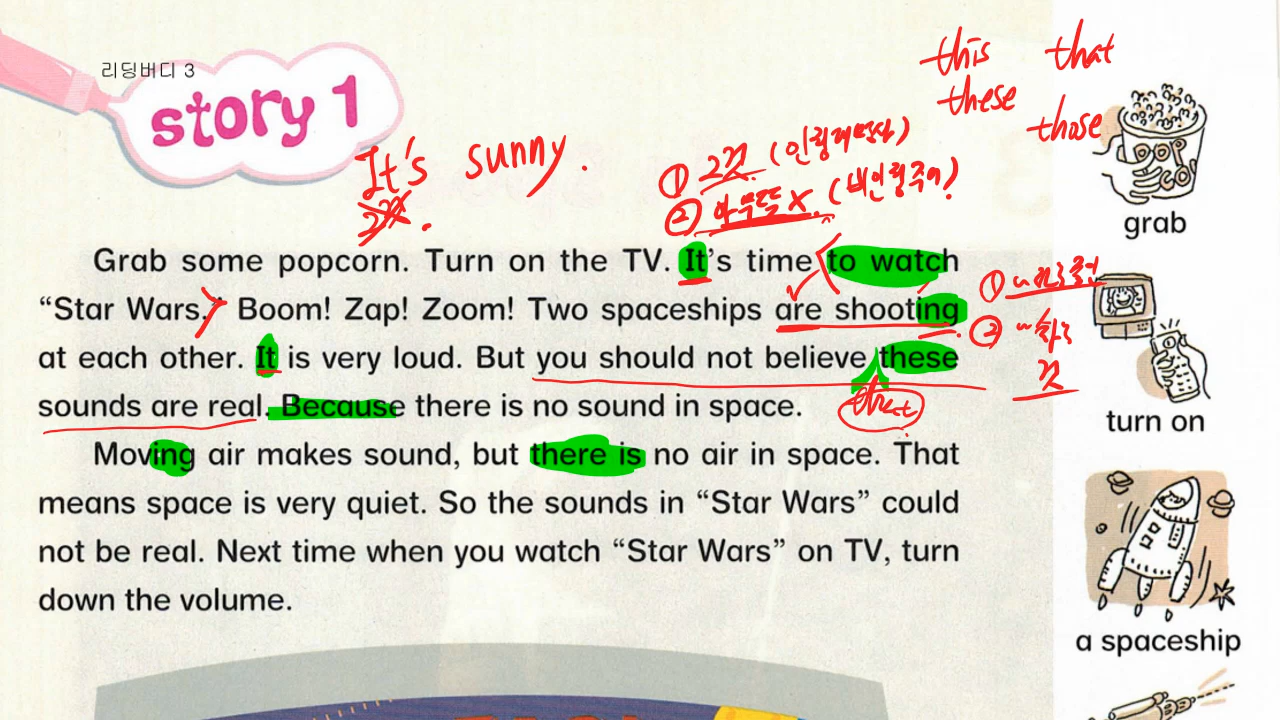 리딩버디 3
story 1
this that
these those
It's sunny.
① 그것 (인칭대명사)
② 아무뜻 X (비인칭주어)
Grab some popcorn. Turn on the TV. It's time to watch
“Star Wars.” Boom! Zap! Zoom! Two spaceships are shooting
at each other. It is very loud. But you should not believe these
that
sounds are real. Because there is no sound in space.
Moving air makes sound, but there is no air in space. That
means space is very quiet. So the sounds in “Star Wars” could
not be real. Next time when you watch “Star Wars” on TV, turn
down the volume.
①
② ~하는
것
POP CO
grab
turn on
a spaceship